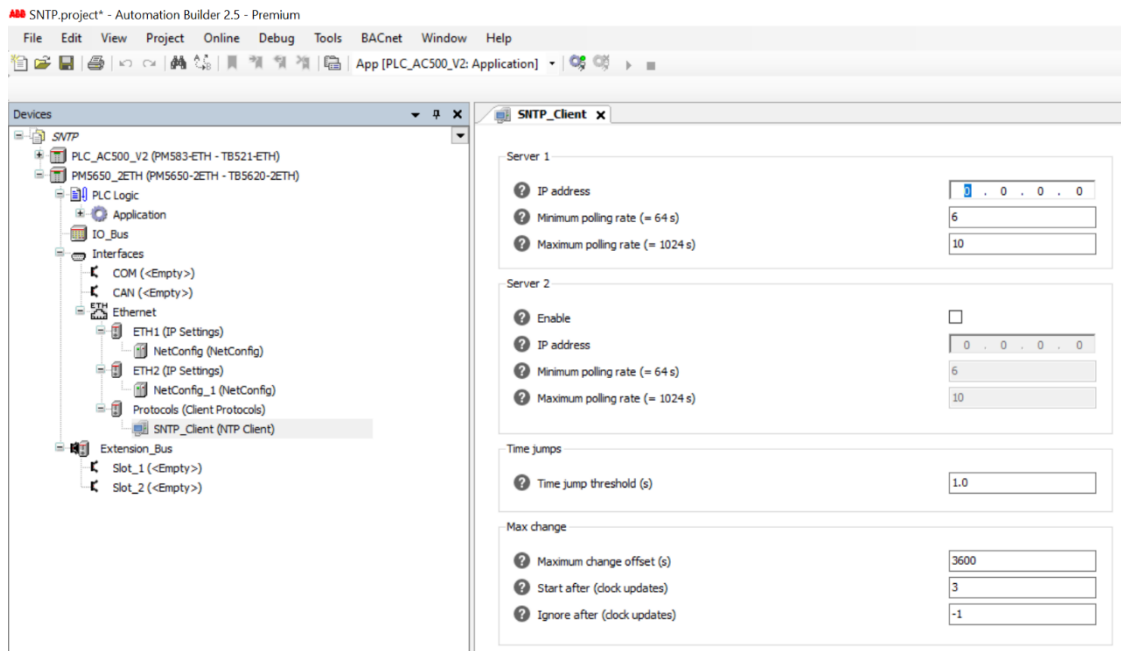 ABB SNTP.project* - Automation Builder 2.5 - Premium
File Edit View Project Online Debug Tools BACnet Window Help
App [PLC_AC500_V2: Application]
Devices
SNTP_Client
SNTP
PLC_AC500_V2 (PM583-ETH - TB521-ETH)
PM5650_2ETH (PM5650-2ETH - TB5620-2ETH)
PLC Logic
Application
IO_Bus
Interfaces
COM (<Empty>)
CAN (<Empty>)
ETH Ethernet
ETH1 (IP Settings)
NetConfig (NetConfig)
ETH2 (IP Settings)
NetConfig_1 (NetConfig)
Protocols (Client Protocols)
SNTP_Client (NTP Client)
Extension_Bus
Slot_1 (<Empty>)
Slot_2 (<Empty>)
Server 1
IP address 0 . 0 . 0 . 0
Minimum polling rate (= 64 s) 6
Maximum polling rate (= 1024 s) 10
Server 2
Enable
IP address 0 . 0 . 0 . 0
Minimum polling rate (= 64 s) 6
Maximum polling rate (= 1024 s) 10
Time jumps
Time jump threshold (s) 1.0
Max change
Maximum change offset (s) 3600
Start after (clock updates) 3
Ignore after (clock updates) -1